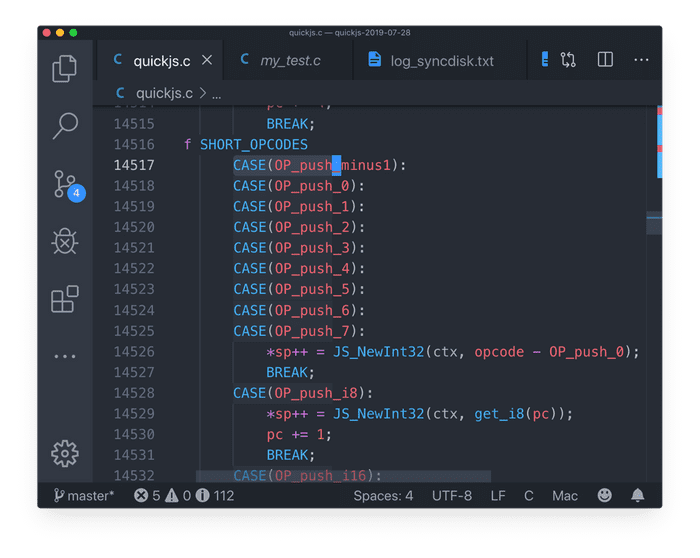 quickjs.c — quickjs-2019-07-28
C quickjs.c × C my_test.c log_syncdisk.txt ...
C quickjs.c > ...
14515 BREAK;
14516 f SHORT_OPCODES
14517 CASE(OP_push_minus1):
14518 CASE(OP_push_0):
14519 CASE(OP_push_1):
14520 CASE(OP_push_2):
14521 CASE(OP_push_3):
14522 CASE(OP_push_4):
14523 CASE(OP_push_5):
14524 CASE(OP_push_6):
14525 CASE(OP_push_7):
14526 *sp++ = JS_NewInt32(ctx, opcode - OP_push_0);
14527 BREAK;
14528 CASE(OP_push_i8):
14529 *sp++ = JS_NewInt32(ctx, get_i8(pc));
14530 pc += 1;
14531 BREAK;
14532 CASE(OP_push_i16):
4
master* 5 0 112 Spaces: 4 UTF-8 LF C Mac